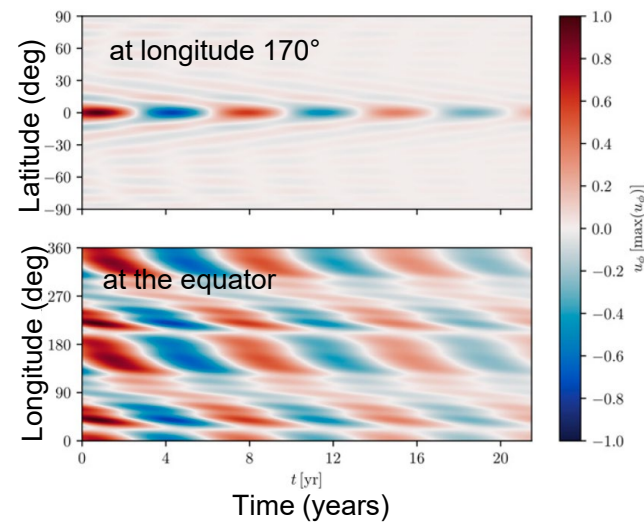 90
60
30
0
−30
−60
−90
Latitude (deg)
at longitude 170°
360
270
180
90
0
Longitude (deg)
at the equator
0 4 8 12 16 20
t [yr]
Time (years)
1.0
0.8
0.6
0.4
0.2
0.0
−0.2
−0.4
−0.6
−0.8
−1.0
u_ϕ [max(u_ϕ)]